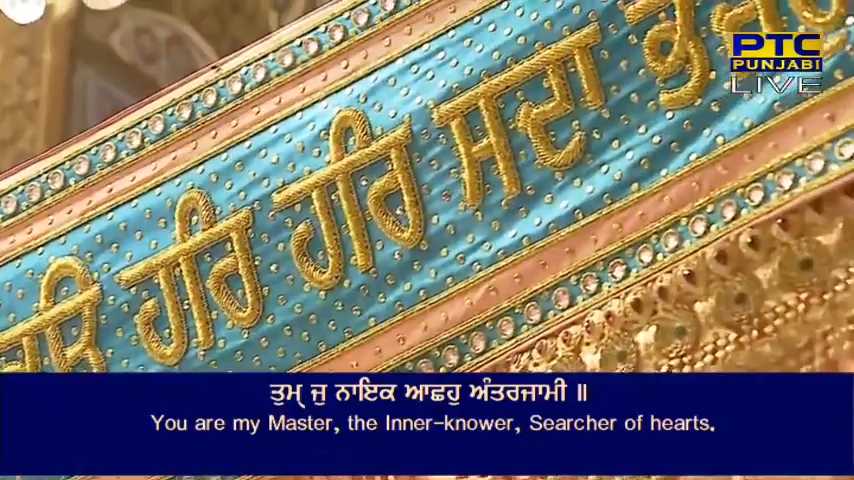 PTC
PUNJABI
LIVE
ਹਰਿ ਹਰਿ ਸਦਾ
ਤੁਮ੍ ਜੁ ਨਾਇਕ ਆਛਹੁ ਅੰਤਰਜਾਮੀ ॥
You are my Master, the Inner-knower, Searcher of hearts.